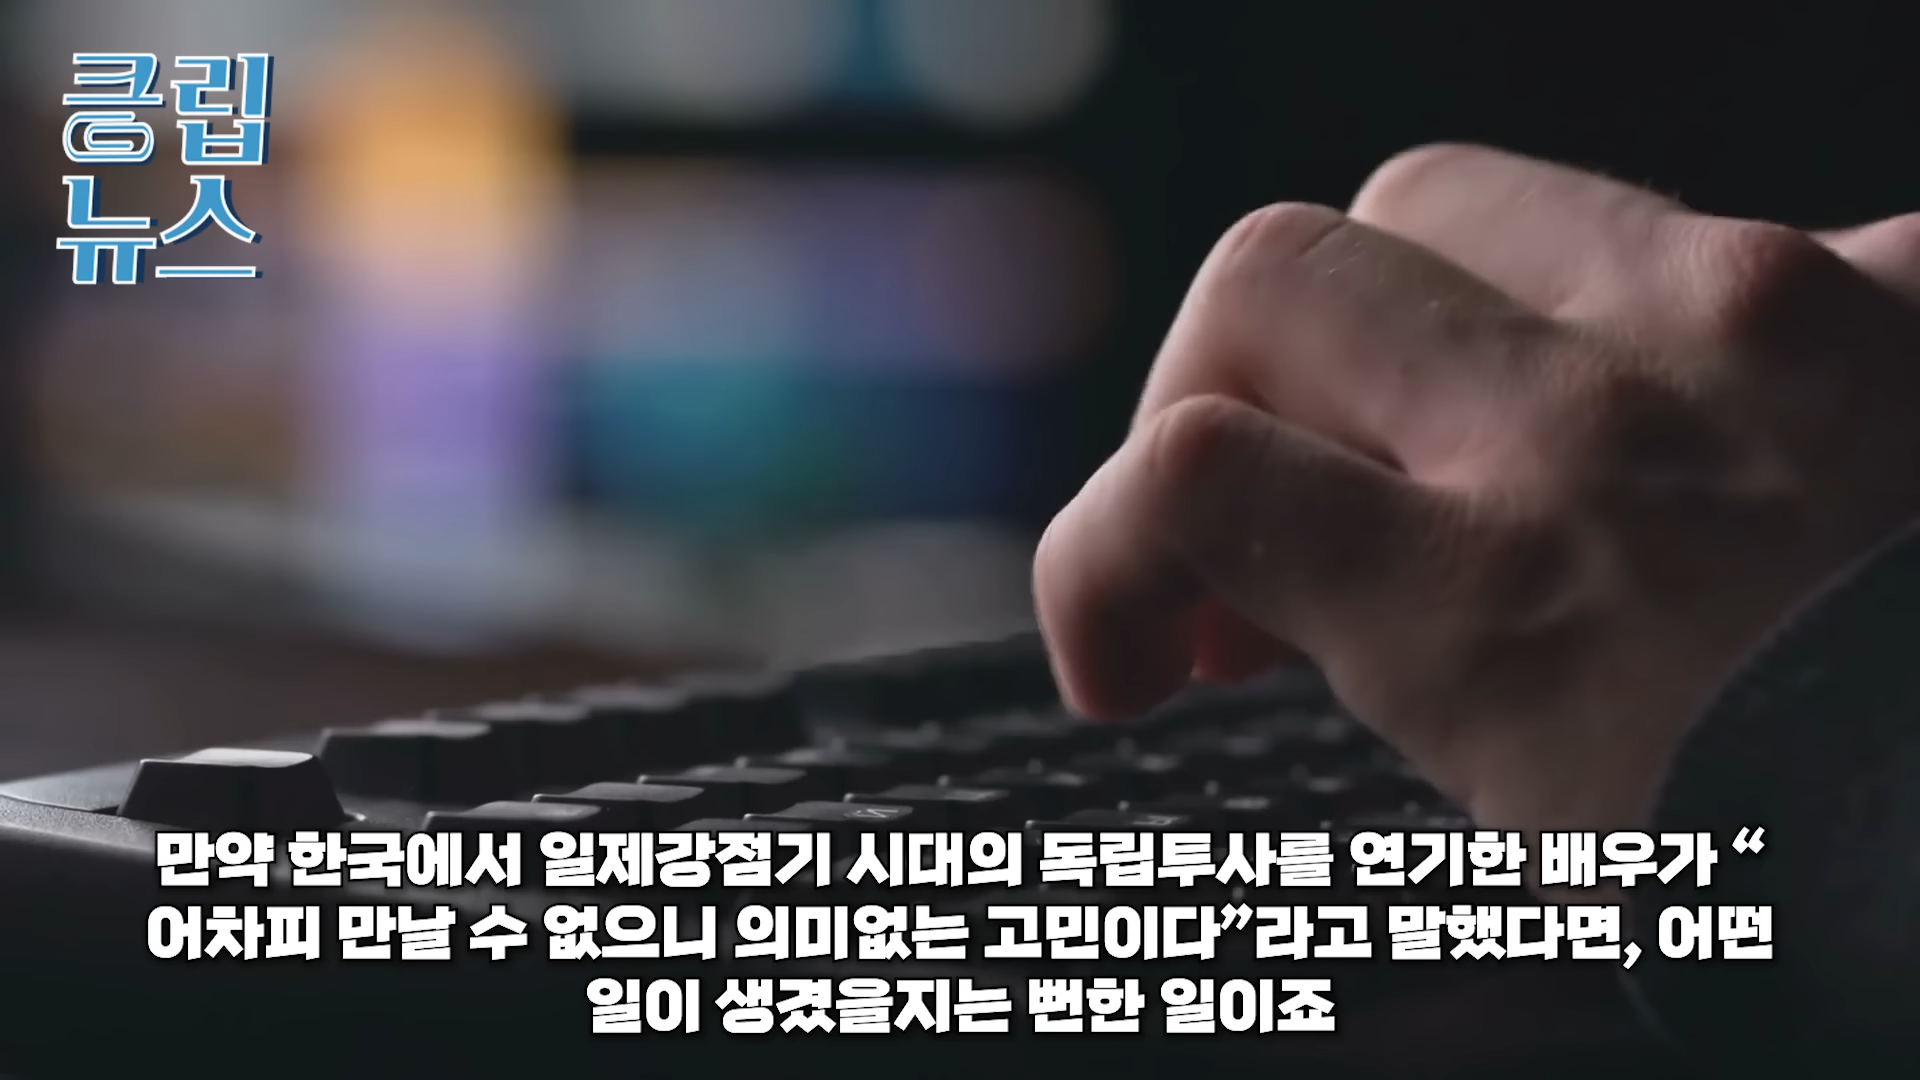 클립
뉴스
만약 한국에서 일제강점기 시대의 독립투사를 연기한 배우가 “
어차피 만날 수 없으니 의미없는 고민이다”라고 말했다면, 어떤
일이 생겼을지는 뻔한 일이죠